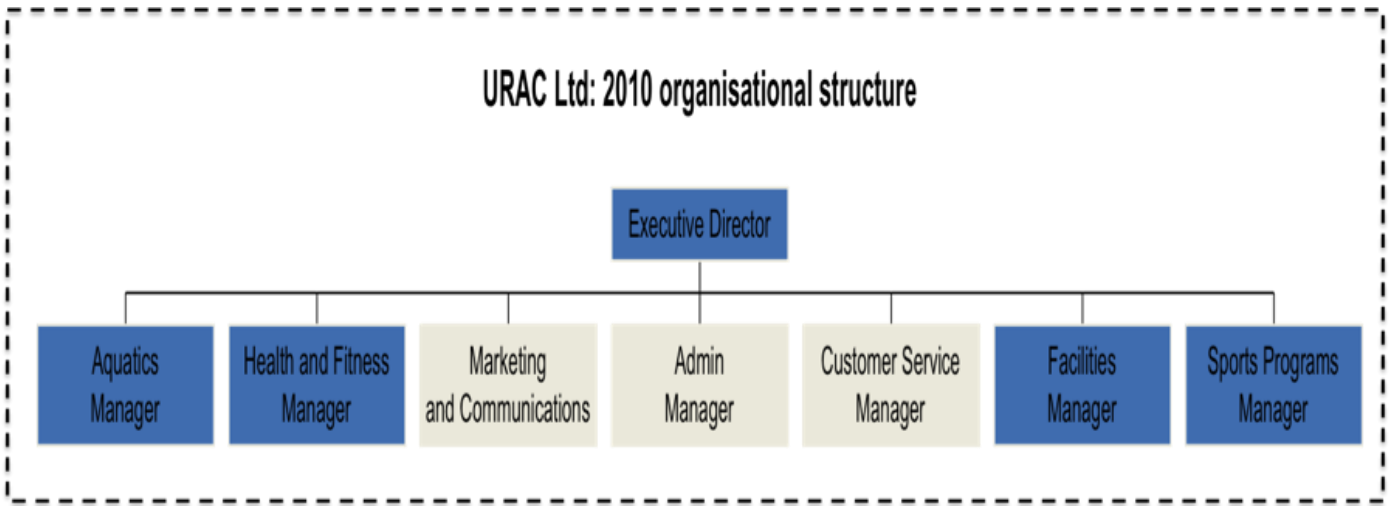 URAC Ltd: 2010 organisational structure
Executive Director
Aquatics
Manager
Health and Fitness
Manager
Marketing
and Communications
Admin
Manager
Customer Service
Manager
Facilities
Manager
Sports Programs
Manager